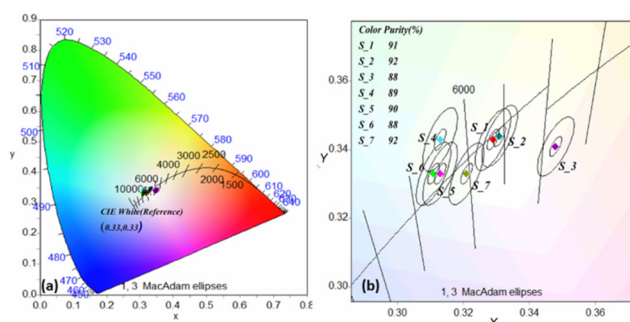 0.9
0.8
0.7
0.6
0.5
0.4
0.3
0.2
0.1
0.0
y
520
530
540
510
550
560
570
500
580
590
600
610
620
640
490
480
470
460
450
4000
3000
2500
6000
10000
2000
1500
CIE White(Reference)
(0.33,0.33)
(a)
1, 3 MacAdam ellipses
0.0 0.1 0.2 0.3 0.4 0.5 0.6 0.7 0.8
x
Color Purity(%)
S_1 91
S_2 92
S_3 88
S_4 89
S_5 90
S_6 88
S_7 92
0.36
0.34
0.32
0.30
Y
6000
S_1
S_2
S_3
S_4
S_6
S_5
S_7
(b)
1, 3 MacAdam ellipses
0.30 0.32 0.34 0.36